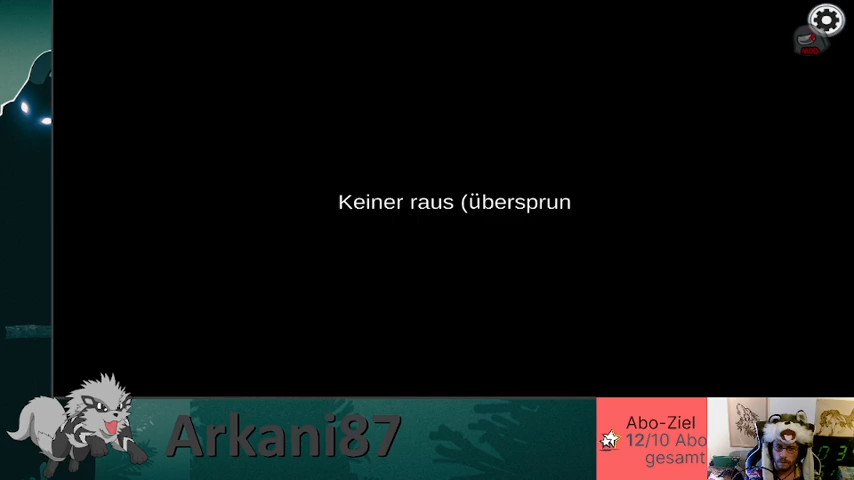 Keiner raus (übersprun
Arkani87
Abo-Ziel
12/10 Abo
gesamt